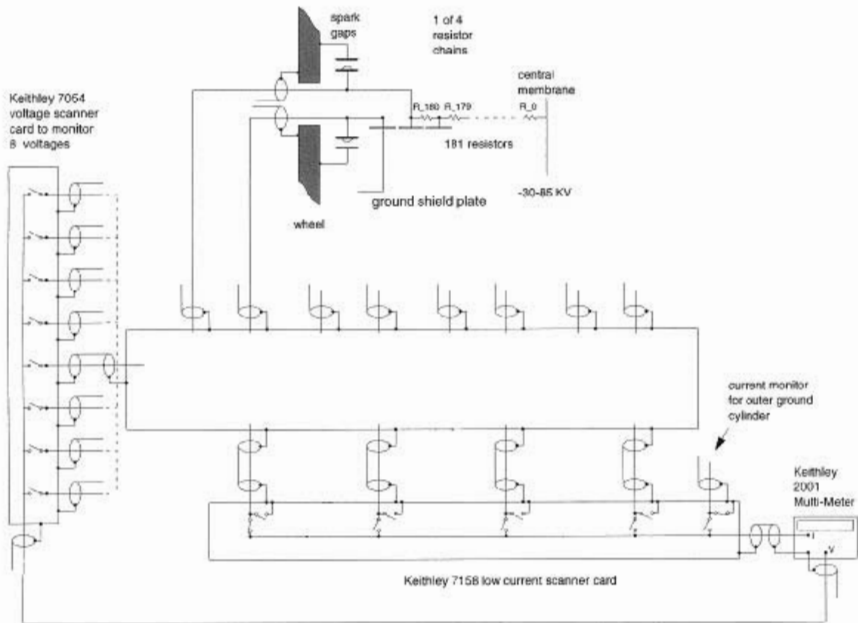 spark
gaps
1 of 4
resistor
chains
central
membrane
Keithley 7054
voltage scanner
card to monitor
8 voltages
R_180
R_179
R_0
181 resistors
-30-85 KV
ground shield plate
wheel
current monitor
for outer ground
cylinder
Keithley
2001
Multi-Meter
I
V
Keithley 7158 low current scanner card